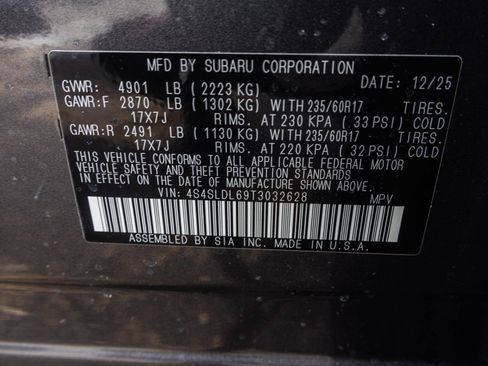 MFD BY SUBARU CORPORATION
GVWR: 4901 LB ( 2223 KG) DATE: 12/25
GAWR:F 2870 LB ( 1302 KG) WITH 235/60R17 TIRES.
17X7J RIMS. AT 230 KPA ( 33 PSI) COLD
GAWR:R 2491 LB ( 1130 KG) WITH 235/60R17 TIRES.
17X7J RIMS. AT 220 KPA ( 32 PSI) COLD
THIS VEHICLE CONFORMS TO ALL APPLICABLE FEDERAL MOTOR
VEHICLE SAFETY AND THEFT PREVENTION STANDARDS
IN EFFECT ON THE DATE OF MANUFACTURE SHOWN ABOVE.
VIN: 4S4SLDL69T3032628 MPV
ASSEMBLED BY SIA INC. MADE IN U.S.A.